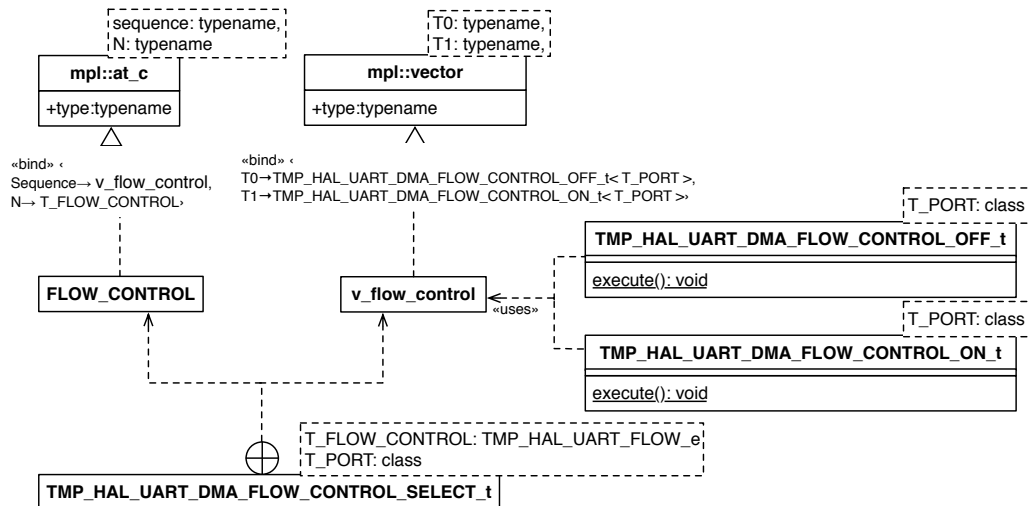 sequence: typename,
N: typename
mpl::at_c
+type:typename
T0: typename,
T1: typename,
mpl::vector
+type:typename
«bind» ‹
Sequence→ v_flow_control,
N→ T_FLOW_CONTROL›
«bind» ‹
T0→TMP_HAL_UART_DMA_FLOW_CONTROL_OFF_t< T_PORT >,
T1→TMP_HAL_UART_DMA_FLOW_CONTROL_ON_t< T_PORT >›
T_PORT: class
TMP_HAL_UART_DMA_FLOW_CONTROL_OFF_t
execute(): void
FLOW_CONTROL
v_flow_control
«uses»
T_PORT: class
TMP_HAL_UART_DMA_FLOW_CONTROL_ON_t
execute(): void
T_FLOW_CONTROL: TMP_HAL_UART_FLOW_e
T_PORT: class
TMP_HAL_UART_DMA_FLOW_CONTROL_SELECT_t